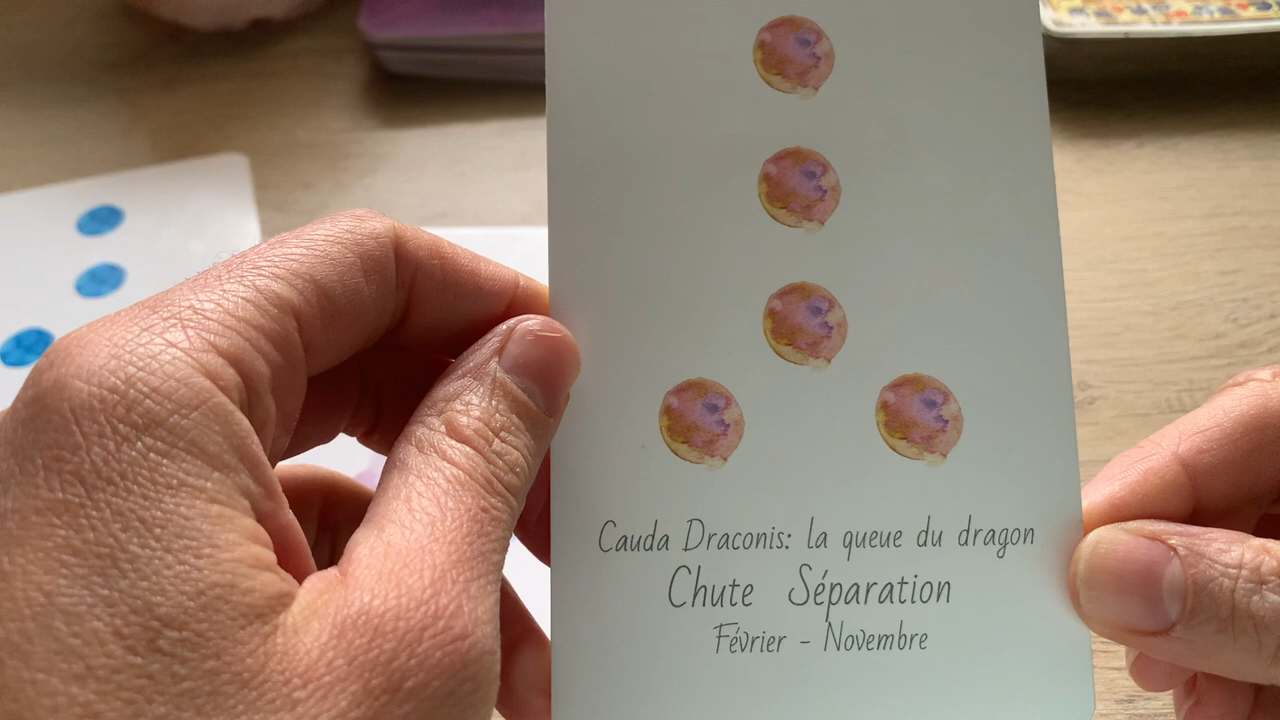 Cauda Draconis: la queue du dragon
Chute Séparation
Février - Novembre